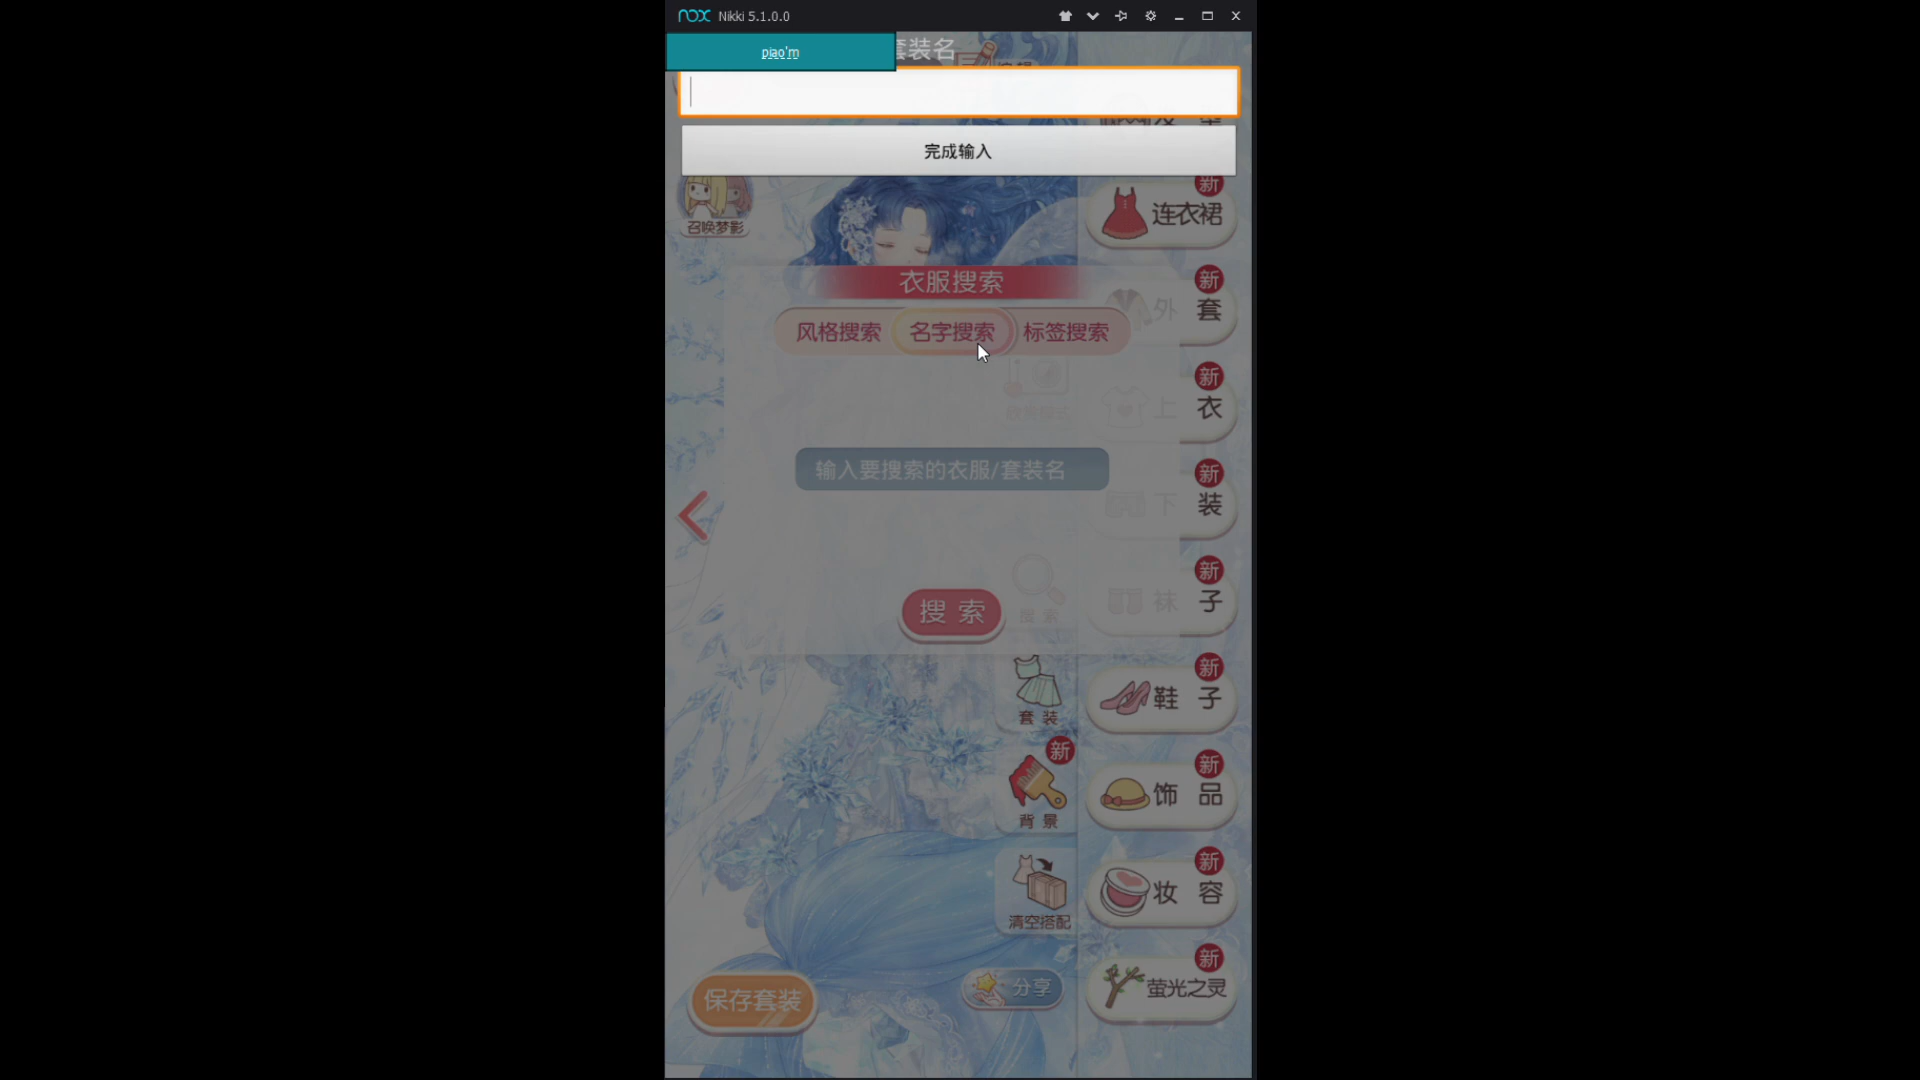 nox Nikki 5.1.0.0
piao'm
套装名
完成输入
新
连衣裙
召唤梦影
衣服搜索
新
外 套
风格搜索 名字搜索 标签搜索
新
上 衣
输入要搜索的衣服/套装名
新
下 装
新
袜 子
搜 索
搜 索
新
鞋 子
套 装
新
新
饰 品
背 景
新
妆 容
清空搭配
新
萤光之灵
分享
保存套装